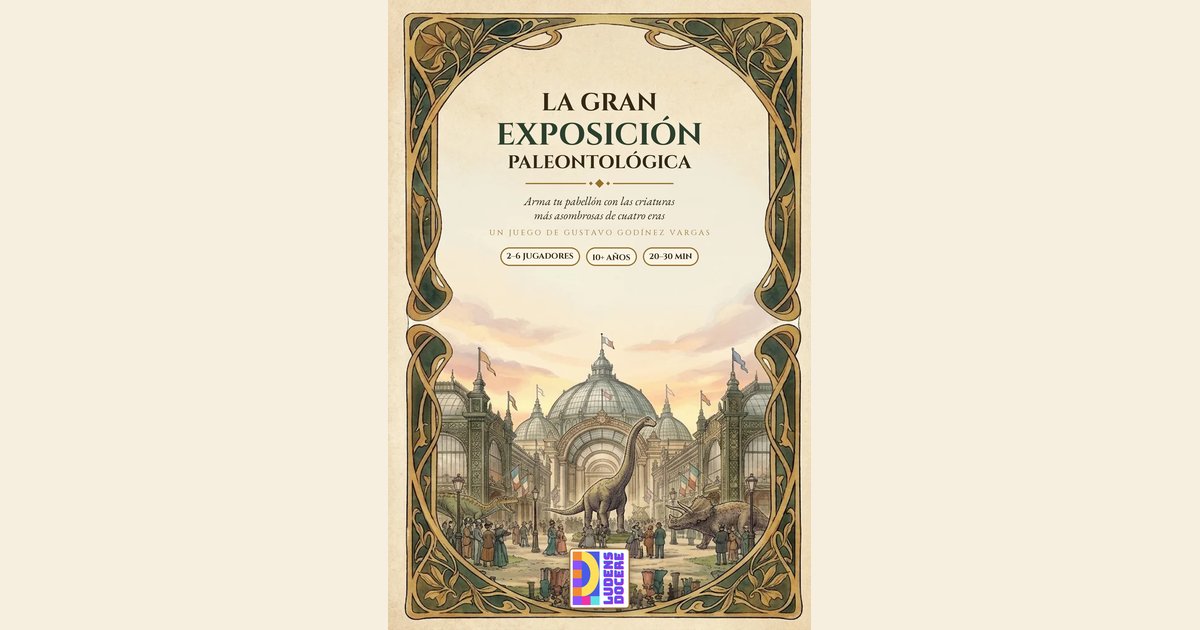 LA GRAN
EXPOSICIÓN
PALEONTOLÓGICA
Arma tu pabellón con las criaturas
más asombrosas de cuatro eras
UN JUEGO DE GUSTAVO GODÍNEZ VARGAS
2–6 JUGADORES
10+ AÑOS
20–30 MIN
LUDENS
DOCERE